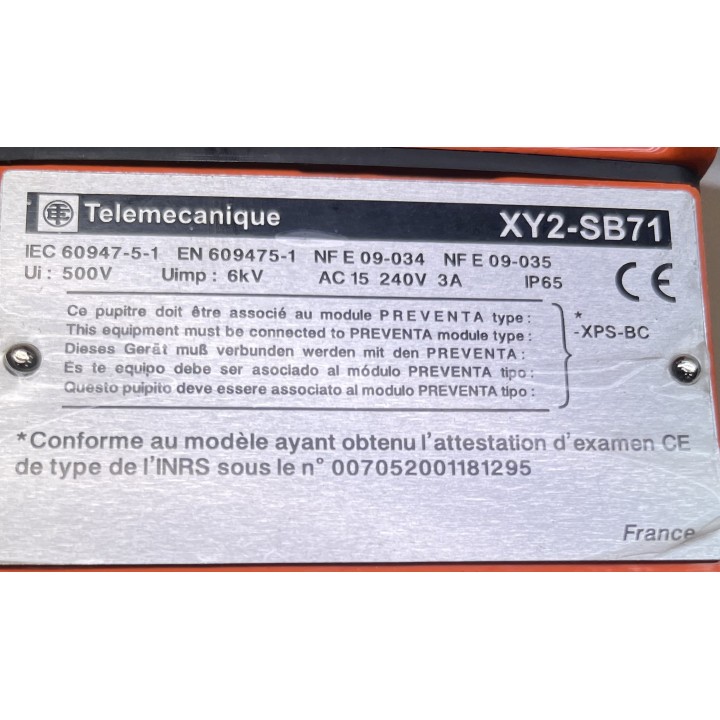 Telemecanique XY2-SB71
IEC 60947-5-1 EN 609475-1 NF E 09-034 NF E 09-035
Ui : 500V Uimp : 6kV AC 15 240V 3A IP65 CE
Ce pupitre doit être associé au module PREVENTA type :
This equipment must be connected to PREVENTA module type :
Dieses Gerät muß verbunden werden mit den PREVENTA :
Es te equipo debe ser asociado al módulo PREVENTA tipo :
Questo pulpito deve essere associato al modulo PREVENTA tipo :
*
-XPS-BC
*Conforme au modèle ayant obtenu l'attestation d'examen CE
de type de l'INRS sous le n° 007052001181295
France